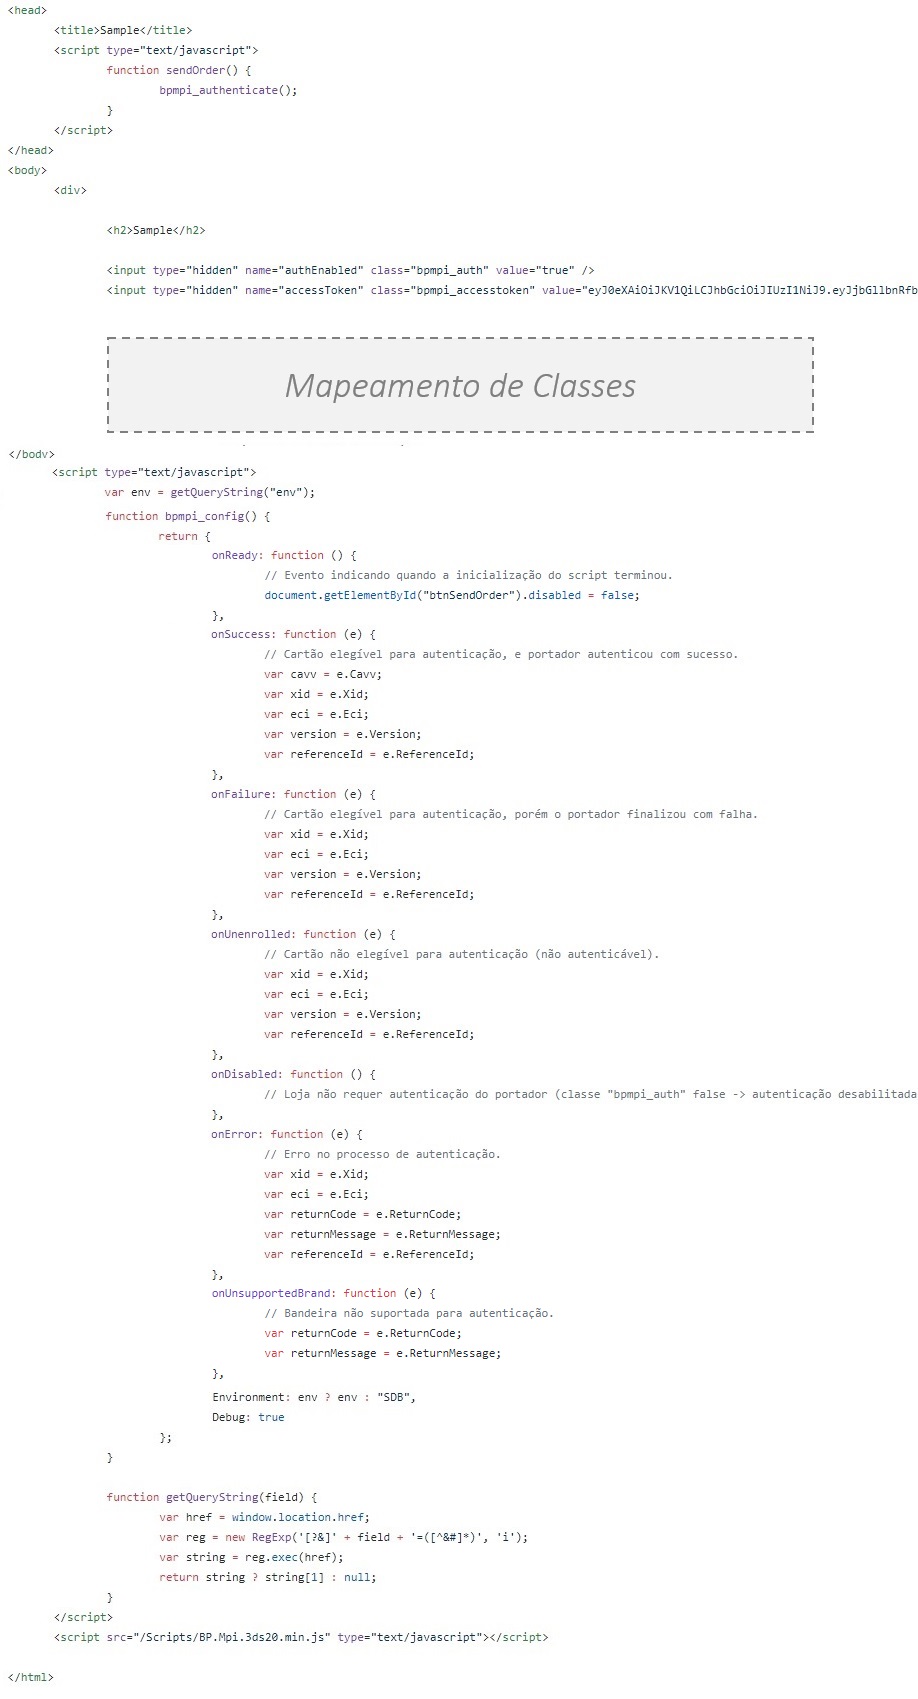 <head>
<title>Sample</title>
<script type="text/javascript">
function sendOrder() {
bpmpi_authenticate();
}
</script>
</head>
<body>
<div>
<h2>Sample</h2>
<input type="hidden" name="authEnabled" class="bpmpi_auth" value="true" />
<input type="hidden" name="accessToken" class="bpmpi_accesstoken" value="eyJ0eXAiOiJKV1QiLCJhbGciOiJIUzI1NiJ9.eyJjbGllbnRfb
Mapeamento de Classes
</body>
<script type="text/javascript">
var env = getQueryString("env");
function bpmpi_config() {
return {
onReady: function () {
// Evento indicando quando a inicialização do script terminou.
document.getElementById("btnSendOrder").disabled = false;
},
onSuccess: function (e) {
// Cartão elegível para autenticação, e portador autenticou com sucesso.
var cavv = e.Cavv;
var xid = e.Xid;
var eci = e.Eci;
var version = e.Version;
var referenceId = e.ReferenceId;
},
onFailure: function (e) {
// Cartão elegível para autenticação, porém o portador finalizou com falha.
var xid = e.Xid;
var eci = e.Eci;
var version = e.Version;
var referenceId = e.ReferenceId;
},
onUnenrolled: function (e) {
// Cartão não elegível para autenticação (não autenticável).
var xid = e.Xid;
var eci = e.Eci;
var version = e.Version;
var referenceId = e.ReferenceId;
},
onDisabled: function () {
// Loja não requer autenticação do portador (classe "bpmpi_auth" false -> autenticação desabilitada
},
onError: function (e) {
// Erro no processo de autenticação.
var xid = e.Xid;
var eci = e.Eci;
var returnCode = e.ReturnCode;
var returnMessage = e.ReturnMessage;
var referenceId = e.ReferenceId;
},
onUnsupportedBrand: function (e) {
// Bandeira não suportada para autenticação.
var returnCode = e.ReturnCode;
var returnMessage = e.ReturnMessage;
},
Environment: env ? env : "SDB",
Debug: true
};
}
function getQueryString(field) {
var href = window.location.href;
var reg = new RegExp('[?&]' + field + '=([^&#]*)', 'i');
var string = reg.exec(href);
return string ? string[1] : null;
}
</script>
<script src="/Scripts/BP.Mpi.3ds20.min.js" type="text/javascript"></script>
</html>